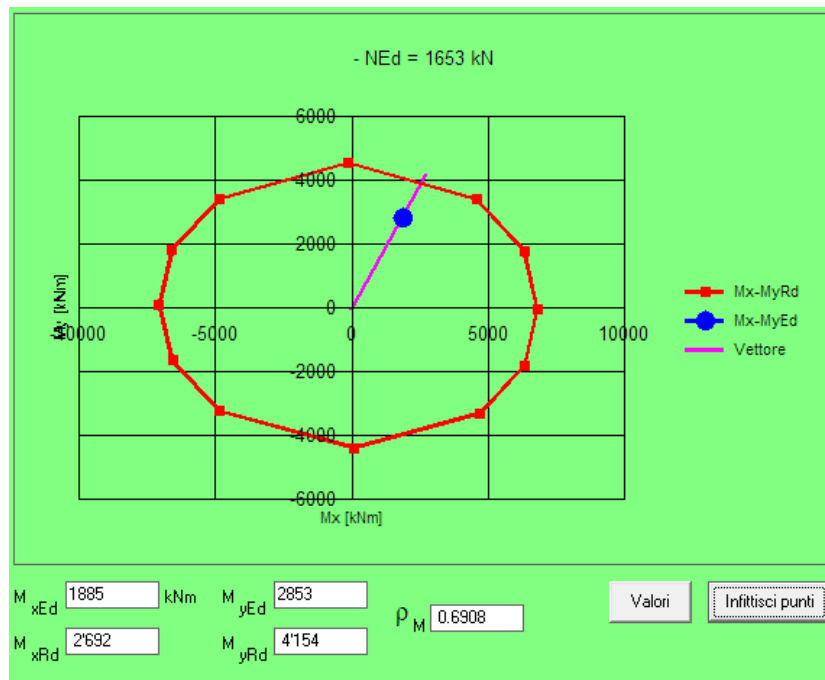 - NEd = 1653 kN
6000
4000
2000
0
-10000 -5000 0 5000 10000
-2000
-4000
-6000
My [kNm]
Mx [kNm]
Mx-MyRd
Mx-MyEd
Vettore
M xEd 1885 kNm M yEd 2853
M xRd 2'692 M yRd 4'154
ρ M 0.6908
Valori Infittisci punti